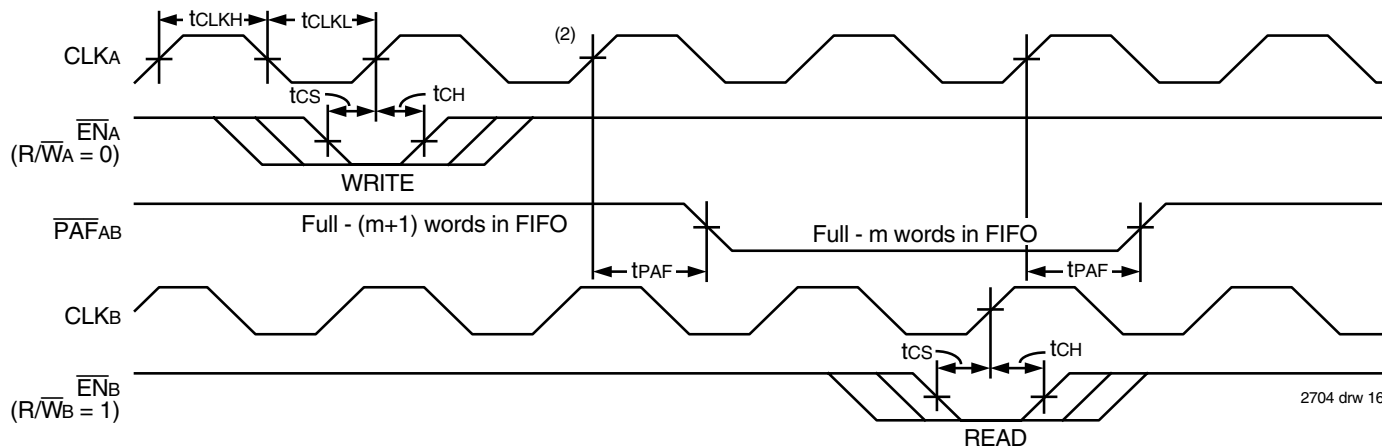 tCLKH
tCLKL
(2)
CLKA
tCS
tCH
ENA
(R/WA = 0)
WRITE
PAFAB
Full - (m+1) words in FIFO
Full - m words in FIFO
tPAF
tPAF
CLKB
tCS
tCH
ENB
(R/WB = 1)
2704 drw 16
READ